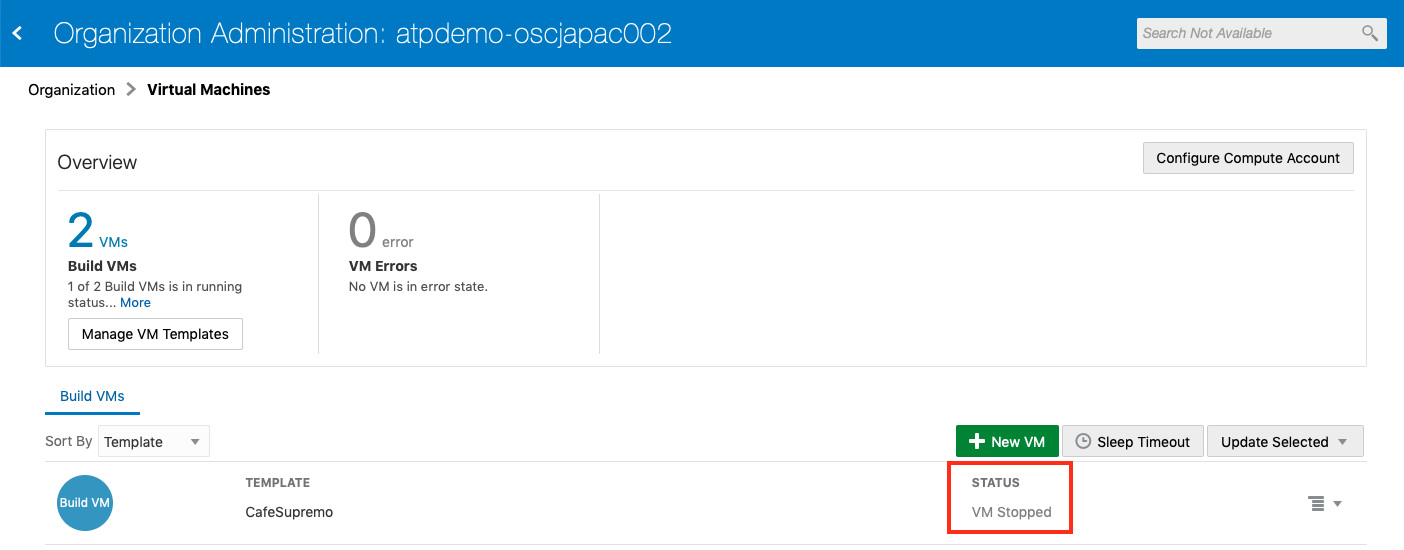 Organization Administration: atpdemo-oscjapac002
Search Not Available
Organization Virtual Machines
Overview
Configure Compute Account
2 VMs
Build VMs
1 of 2 Build VMs is in running
status... More
Manage VM Templates
0 error
VM Errors
No VM is in error state.
Build VMs
Sort By Template
New VM
Sleep Timeout
Update Selected
Build VM
TEMPLATE
CafeSupremo
STATUS
VM Stopped